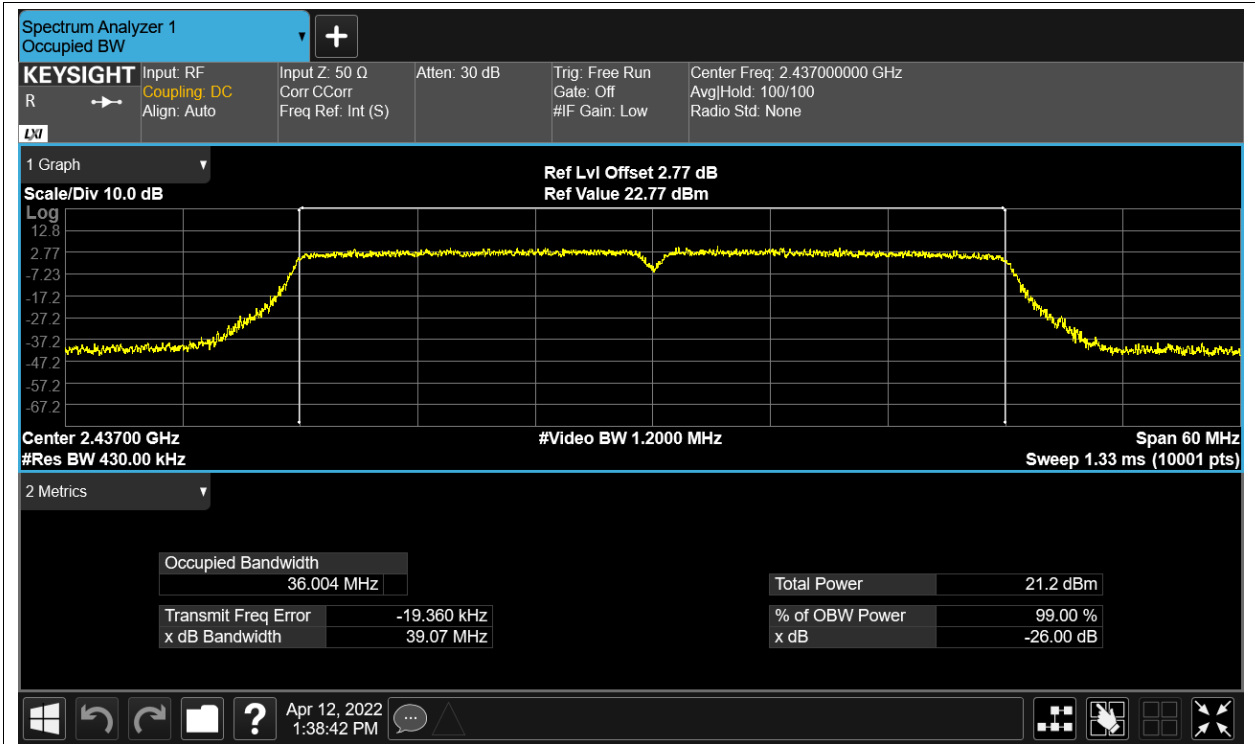 Spectrum Analyzer 1
Occupied BW
KEYSIGHT Input: RF Input Z: 50 Ω Atten: 30 dB Trig: Free Run Center Freq: 2.437000000 GHz
R Coupling: DC Corr CCorr Gate: Off Avg|Hold: 100/100
Align: Auto Freq Ref: Int (S) #IF Gain: Low Radio Std: None
LXI
1 Graph
Ref Lvl Offset 2.77 dB
Scale/Div 10.0 dB Ref Value 22.77 dBm
Log
12.8
2.77
-7.23
-17.2
-27.2
-37.2
-47.2
-57.2
-67.2
Center 2.43700 GHz #Video BW 1.2000 MHz Span 60 MHz
#Res BW 430.00 kHz Sweep 1.33 ms (10001 pts)
2 Metrics
Occupied Bandwidth
36.004 MHz Total Power 21.2 dBm
Transmit Freq Error -19.360 kHz % of OBW Power 99.00 %
x dB Bandwidth 39.07 MHz x dB -26.00 dB
? Apr 12, 2022
1:38:42 PM